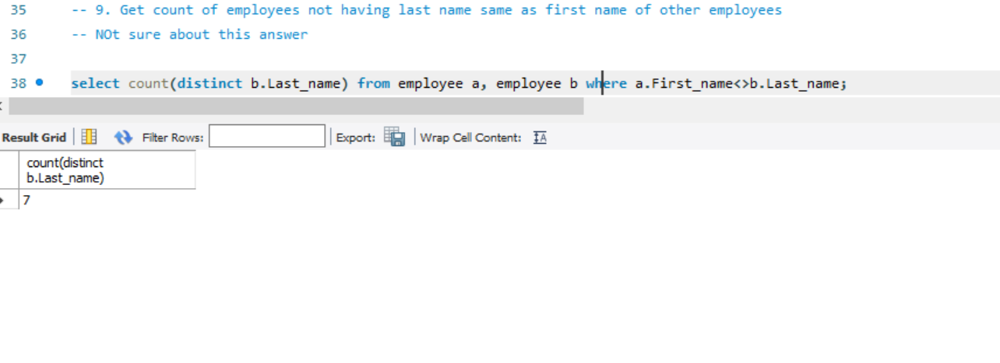 35 -- 9. Get count of employees not having last name same as first name of other employees
36 -- NOt sure about this answer
37
38 select count(distinct b.Last_name) from employee a, employee b where a.First_name<>b.Last_name;
Result Grid Filter Rows: Export: Wrap Cell Content: IA
count(distinct
b.Last_name)
7